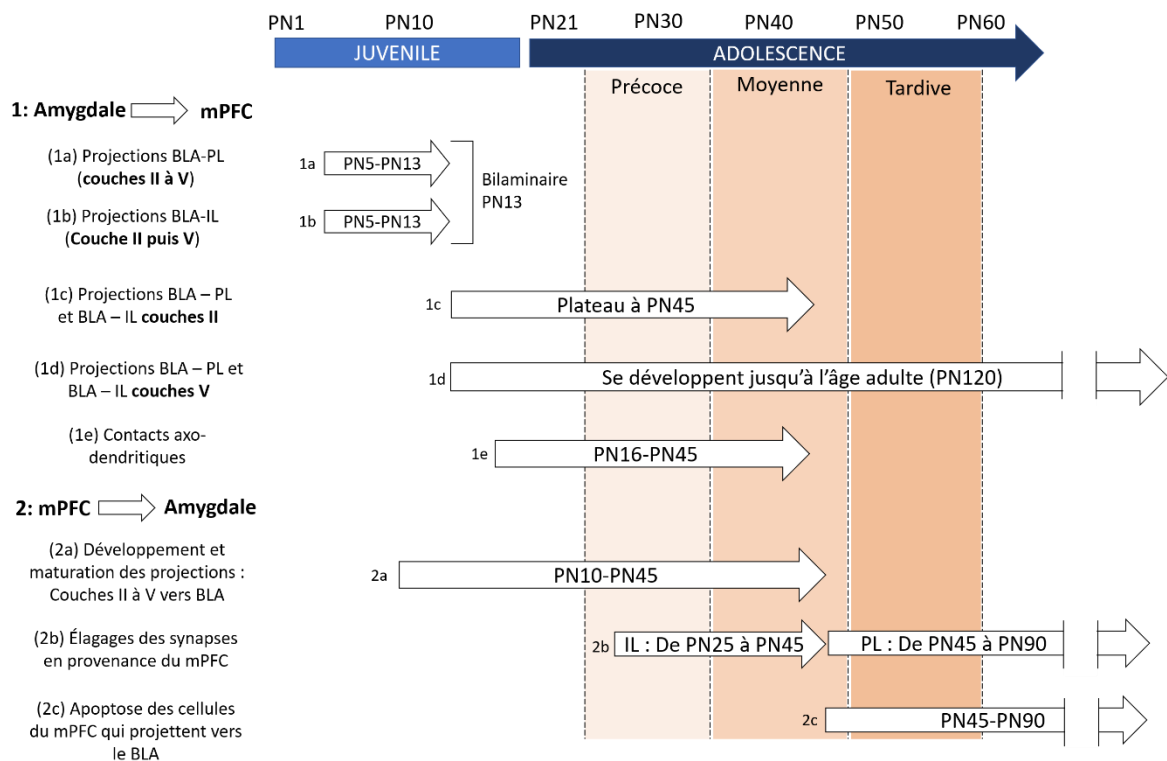 PN1 PN10 PN21 PN30 PN40 PN50 PN60
JUVENILE ADOLESCENCE
Précoce Moyenne Tardive
1: Amygdale mPFC
(1a) Projections BLA-PL
(couches II à V)
1a PN5-PN13
Bilaminaire
PN13
(1b) Projections BLA-IL
(Couche II puis V)
1b PN5-PN13
(1c) Projections BLA – PL
et BLA – IL couches II
1c Plateau à PN45
(1d) Projections BLA – PL et
BLA – IL couches V
1d Se développent jusqu'à l'âge adulte (PN120)
(1e) Contacts axo-
dendritiques
1e PN16-PN45
2: mPFC Amygdale
(2a) Développement et
maturation des projections :
Couches II à V vers BLA
2a PN10-PN45
(2b) Élagages des synapses
en provenance du mPFC
2b IL : De PN25 à PN45 PL : De PN45 à PN90
(2c) Apoptose des cellules
du mPFC qui projettent vers
le BLA
2c PN45-PN90